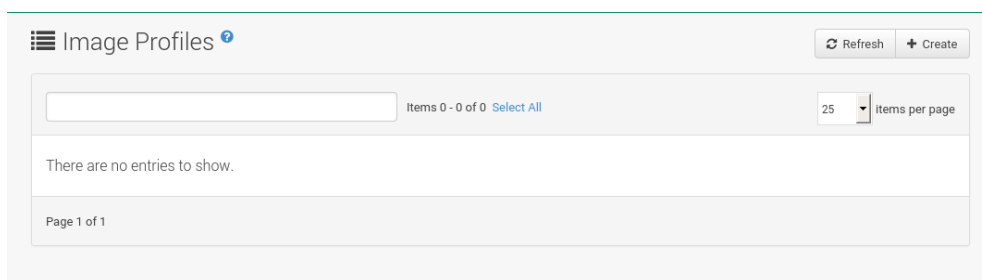 Image Profiles ?
Refresh
Create
Items 0 - 0 of 0 Select All
25 items per page
There are no entries to show.
Page 1 of 1